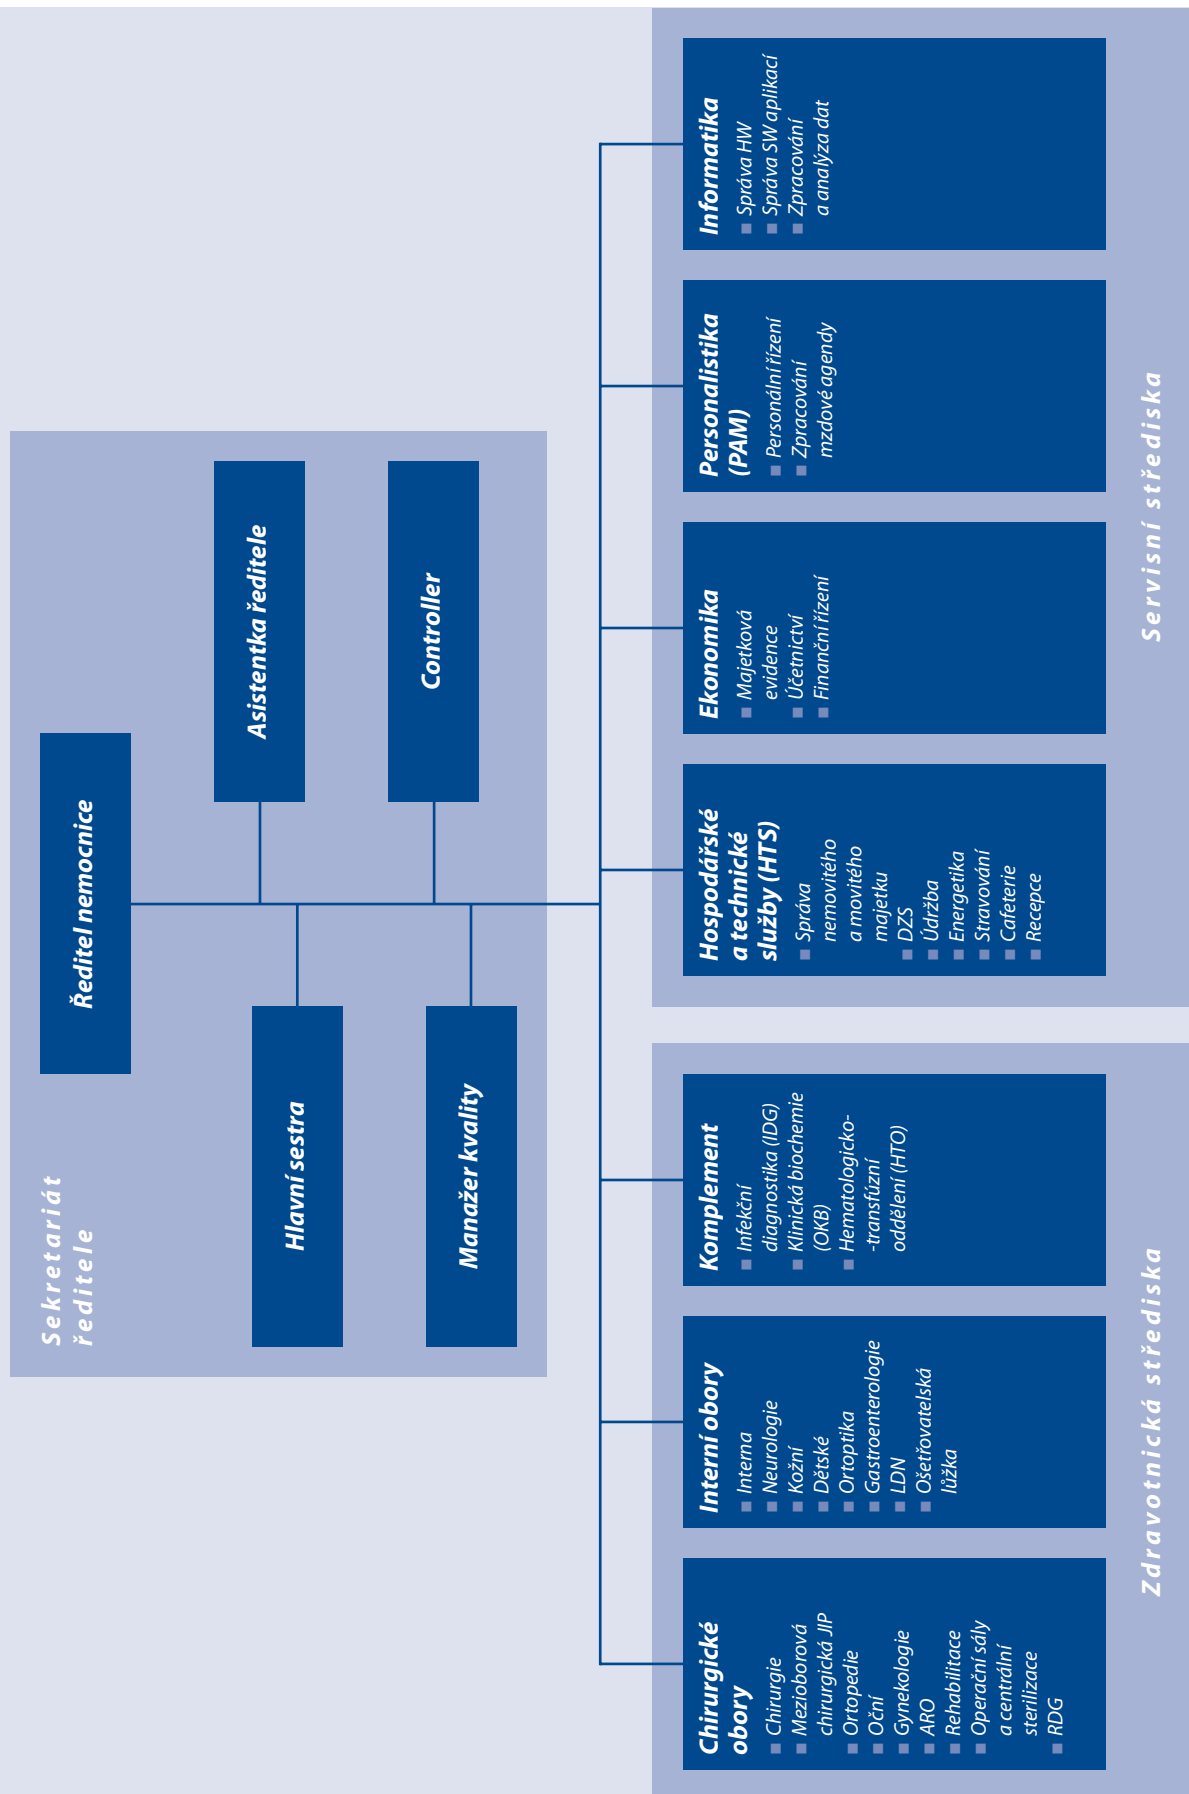 Sekretariát
ředitele
Ředitel nemocnice
Hlavní sestra
Asistentka ředitele
Manažer kvality
Controller
Chirurgické
obory
Chirurgie
Mezioborová
chirurgická JIP
Ortopedie
Oční
Gynekologie
ARO
Rehabilitace
Operační sály
a centrální
sterilizace
RDG
Interní obory
Interna
Neurologie
Kožní
Dětské
Ortoptika
Gastroenterologie
LDN
Ošetřovatelská
lůžka
Komplement
Infekční
diagnostika (IDG)
Klinická biochemie
(OKB)
Hematologicko-
-transfúzní
oddělení (HTO)
Zdravotnická střediska
Hospodářské
a technické
služby (HTS)
Správa
nemovitého
a movitého
majetku
DZS
Údržba
Energetika
Stravování
Cafeterie
Recepce
Ekonomika
Majetková
evidence
Účetnictví
Finanční řízení
Personalistika
(PAM)
Personální řízení
Zpracování
mzdové agendy
Informatika
Správa HW
Správa SW aplikací
Zpracování
a analýza dat
Servisní střediska